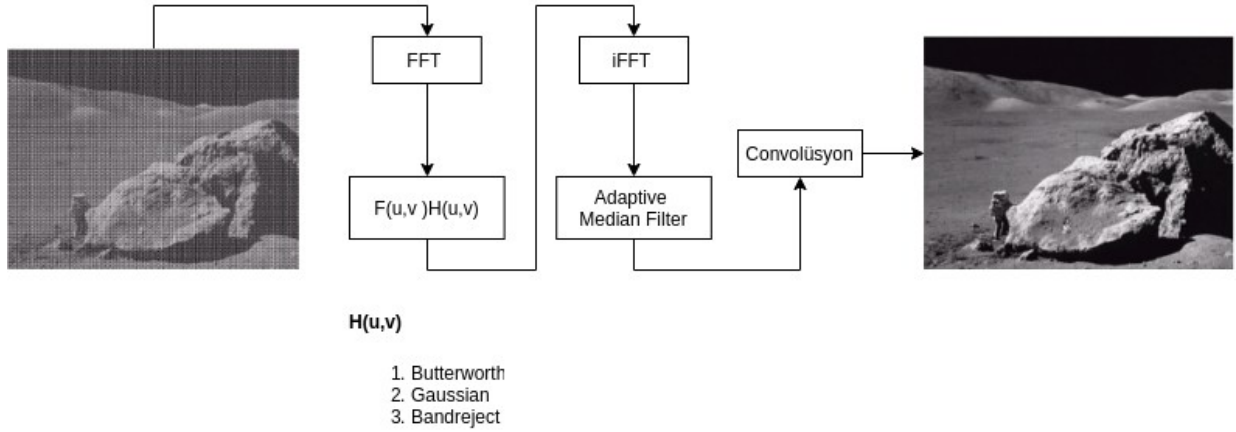 FFT
iFFT
F(u,v )H(u,v)
Adaptive
Median Filter
Convolüsyon
H(u,v)
1. Butterworth
2. Gaussian
3. Bandreject